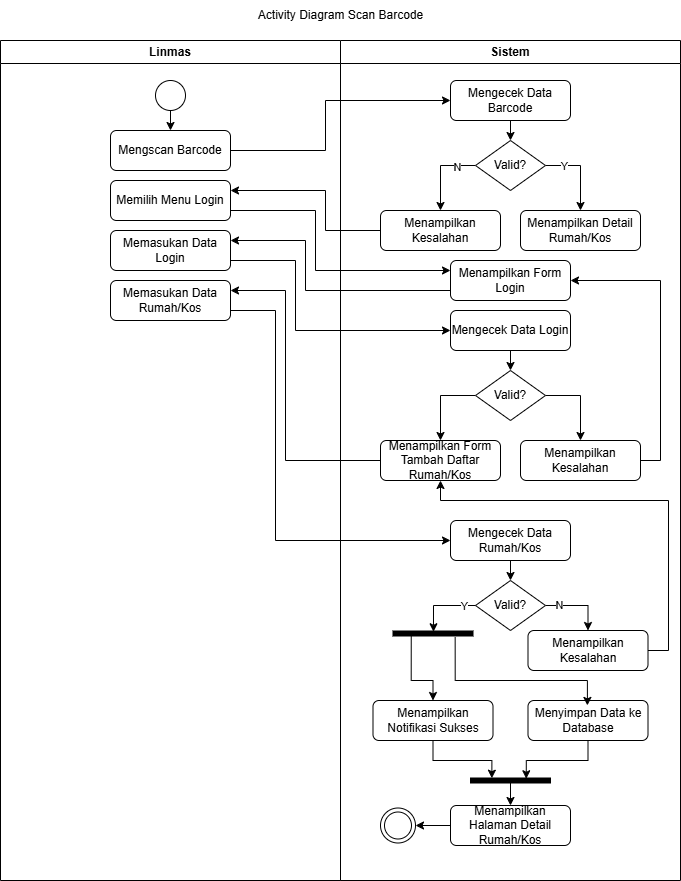 Activity Diagram Scan Barcode
Linmas
Sistem
Mengecek Data
Barcode
Mengscan Barcode
Valid?
N
Y
Memilih Menu Login
Menampilkan
Kesalahan
Menampilkan Detail
Rumah/Kos
Memasukan Data
Login
Menampilkan Form
Login
Memasukan Data
Rumah/Kos
Mengecek Data Login
Valid?
Menampilkan Form
Tambah Daftar
Rumah/Kos
Menampilkan
Kesalahan
Mengecek Data
Rumah/Kos
Y
Valid?
N
Menampilkan
Kesalahan
Menampilkan
Notifikasi Sukses
Menyimpan Data ke
Database
Menampilkan
Halaman Detail
Rumah/Kos